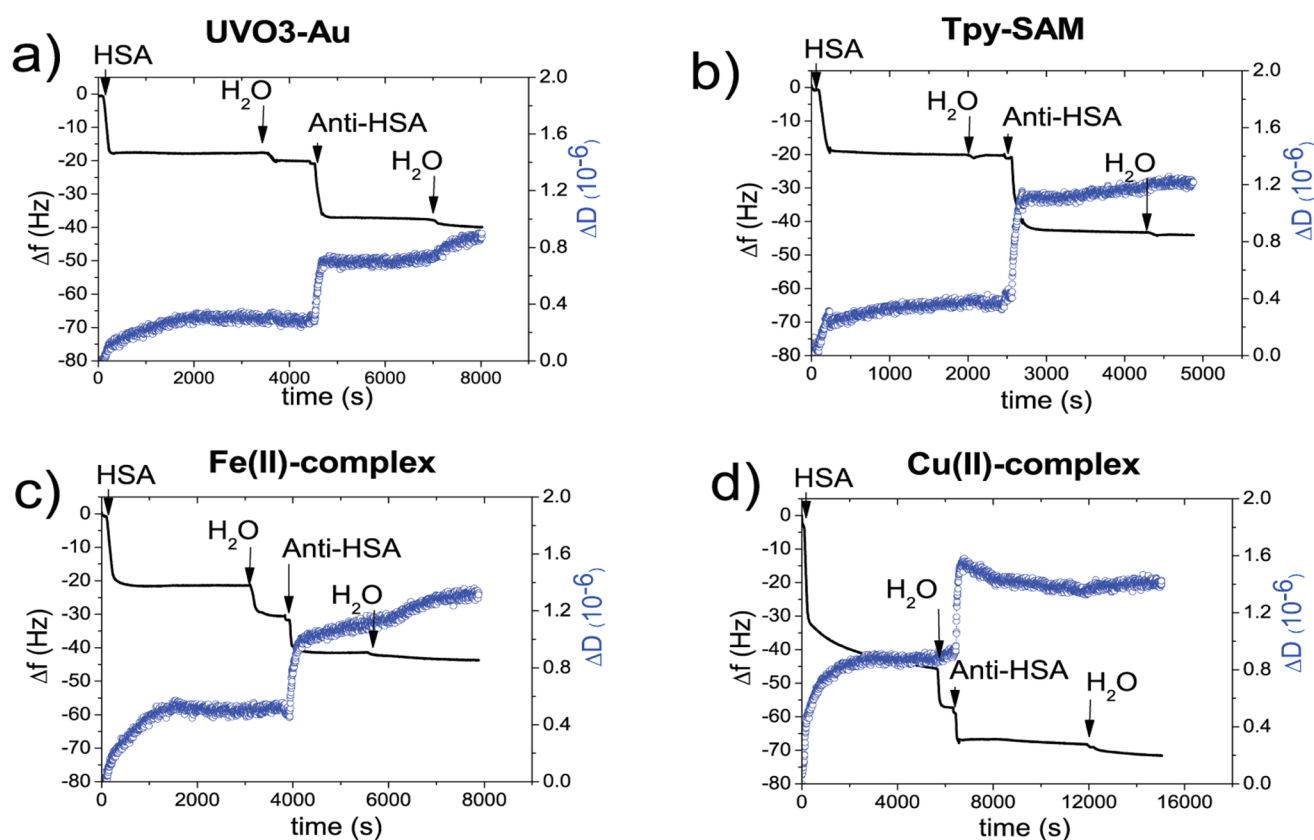 UVO3-Au
a)
HSA
H2O
Anti-HSA
H2O
0
-10
-20
-30
-40
-50
-60
-70
-80
Δf (Hz)
2.0
1.6
1.2
0.8
0.4
0.0
ΔD (10-6)
0 2000 4000 6000 8000
time (s)
Tpy-SAM
b)
HSA
H2O
Anti-HSA
H2O
0
-10
-20
-30
-40
-50
-60
-70
-80
Δf (Hz)
2.0
1.6
1.2
0.8
0.4
0.0
ΔD (10-6)
0 1000 2000 3000 4000 5000
time (s)
Fe(II)-complex
c)
HSA
H2O
Anti-HSA
H2O
0
-10
-20
-30
-40
-50
-60
-70
-80
Δf (Hz)
2.0
1.6
1.2
0.8
0.4
0.0
ΔD (10-6)
0 2000 4000 6000 8000
time (s)
Cu(II)-complex
d)
HSA
H2O
Anti-HSA
H2O
0
-10
-20
-30
-40
-50
-60
-70
-80
Δf (Hz)
2.0
1.6
1.2
0.8
0.4
0.0
ΔD (10-6)
0 4000 8000 12000 16000
time (s)